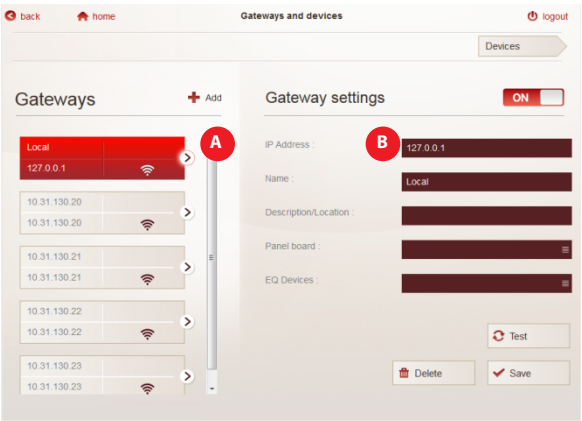 back home Gateways and devices logout
Devices
Gateways Add
Gateway settings ON
A
B
Local
127.0.0.1
10.31.130.20
10.31.130.20
10.31.130.21
10.31.130.21
10.31.130.22
10.31.130.22
10.31.130.23
10.31.130.23
IP Address : 127.0.0.1
Name : Local
Description/Location :
Panel board :
EQ Devices :
Test
Delete Save